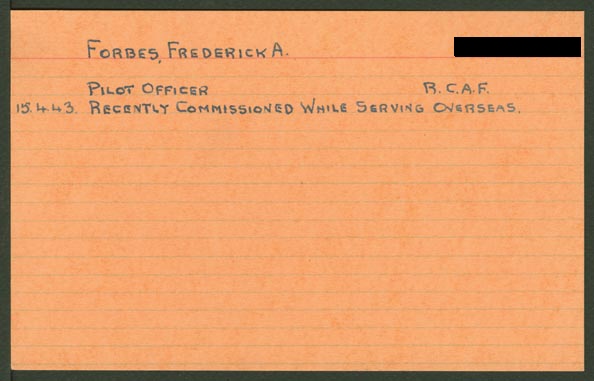 FORBES, FREDERICK A.
PILOT OFFICER R.C.A.F.
15.4.43. RECENTLY COMMISSIONED WHILE SERVING OVERSEAS.